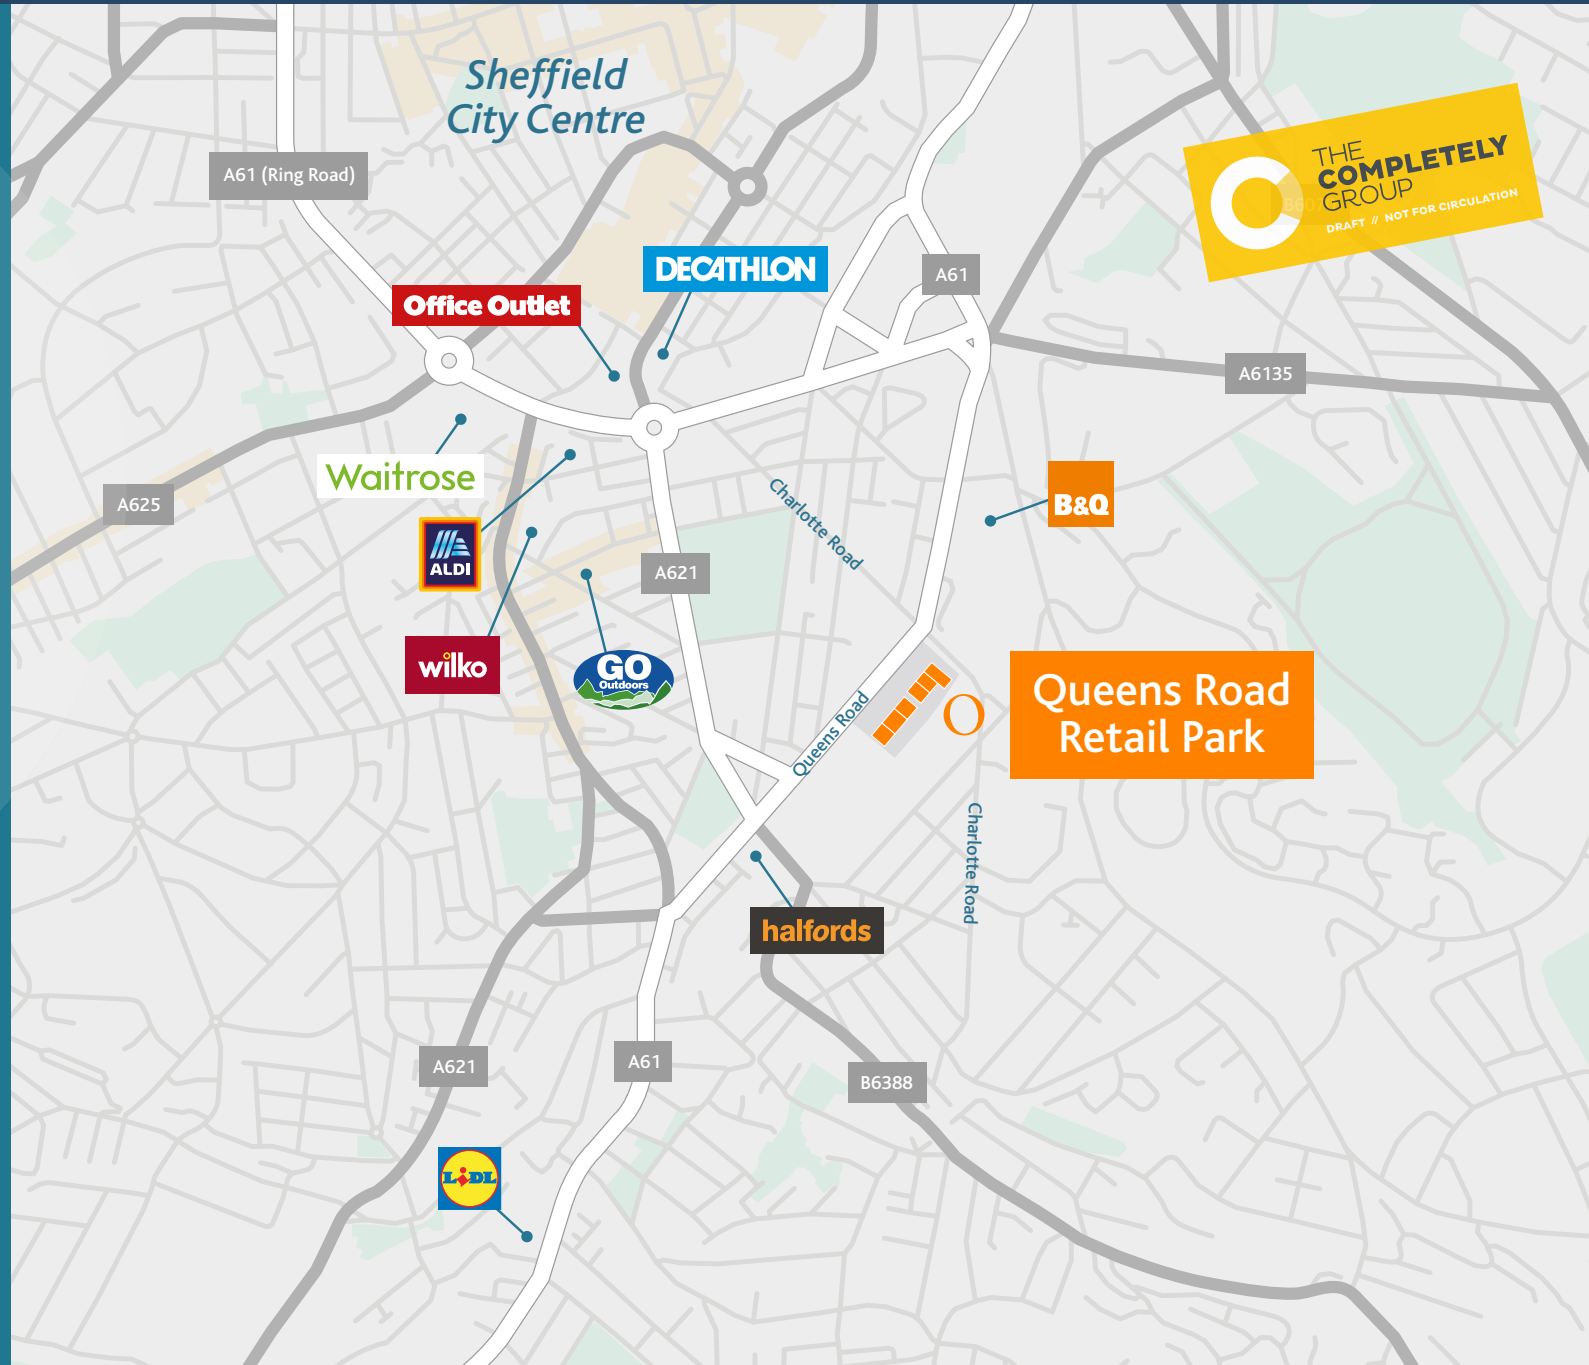 Sheffield
City Centre
A61 (Ring Road)
THE
COMPLETELY
GROUP
DRAFT // NOT FOR CIRCULATION
DECATHLON
A61
Office Outlet
A6135
Waitrose
A625
B&Q
Charlotte Road
ALDI
A621
wilko
GO
Outdoors
Queens Road
Queens Road
Retail Park
Charlotte Road
halfords
A621
A61
B6388
LIDL